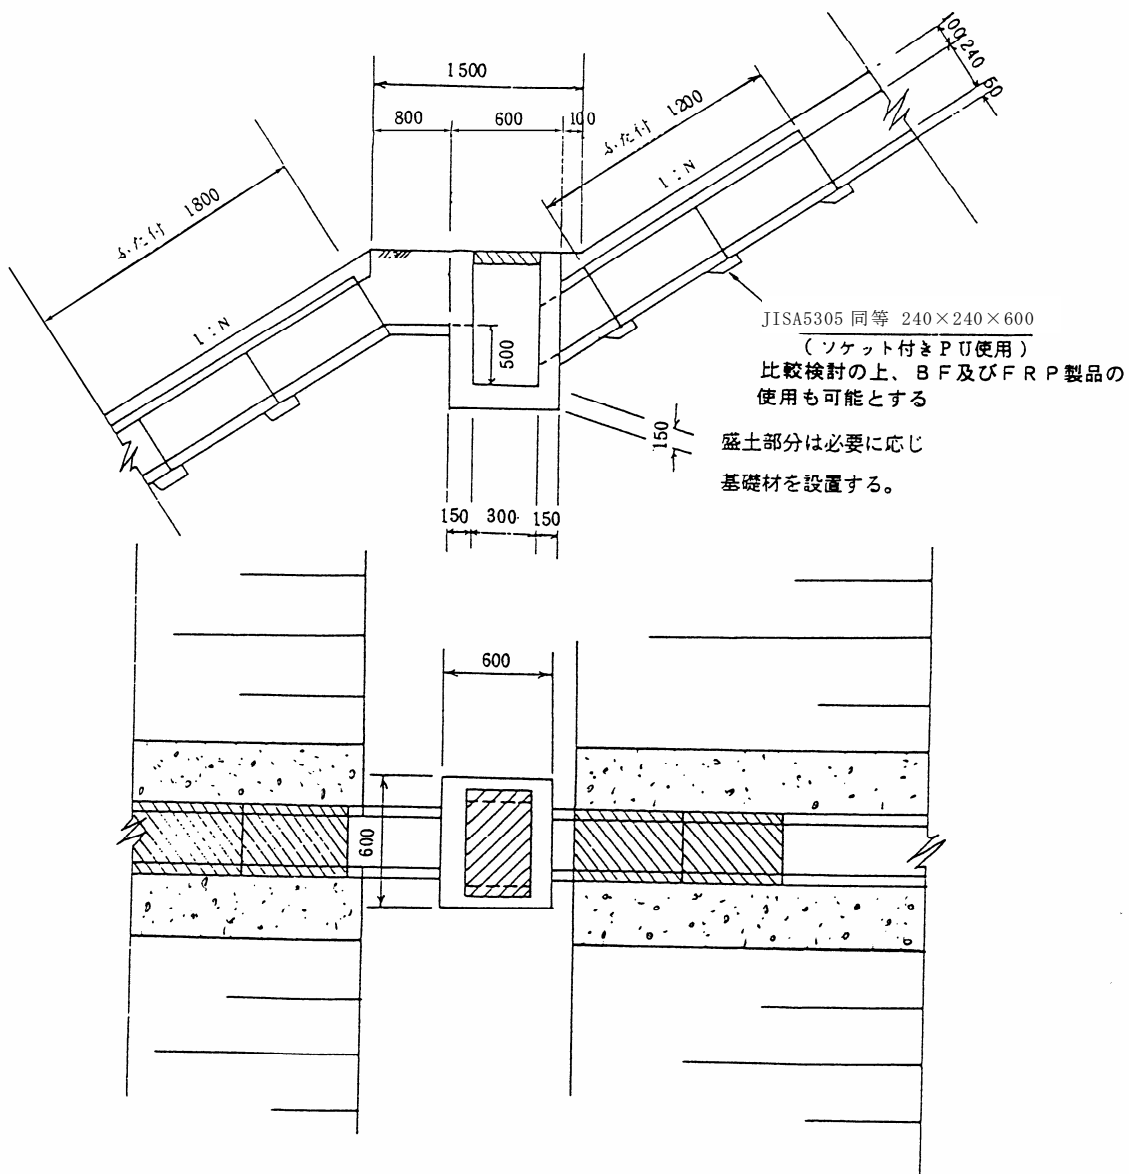 1500
800
600
100
ふた付 1200
100
240
50
1:N
ふた付 1800
1:N
500
JISA5305 同等 240×240×600
(ソケット付きPU使用)
比較検討の上、BF及びFRP製品の
使用も可能とする
150
盛土部分は必要に応じ
基礎材を設置する。
150
300
150
600
600